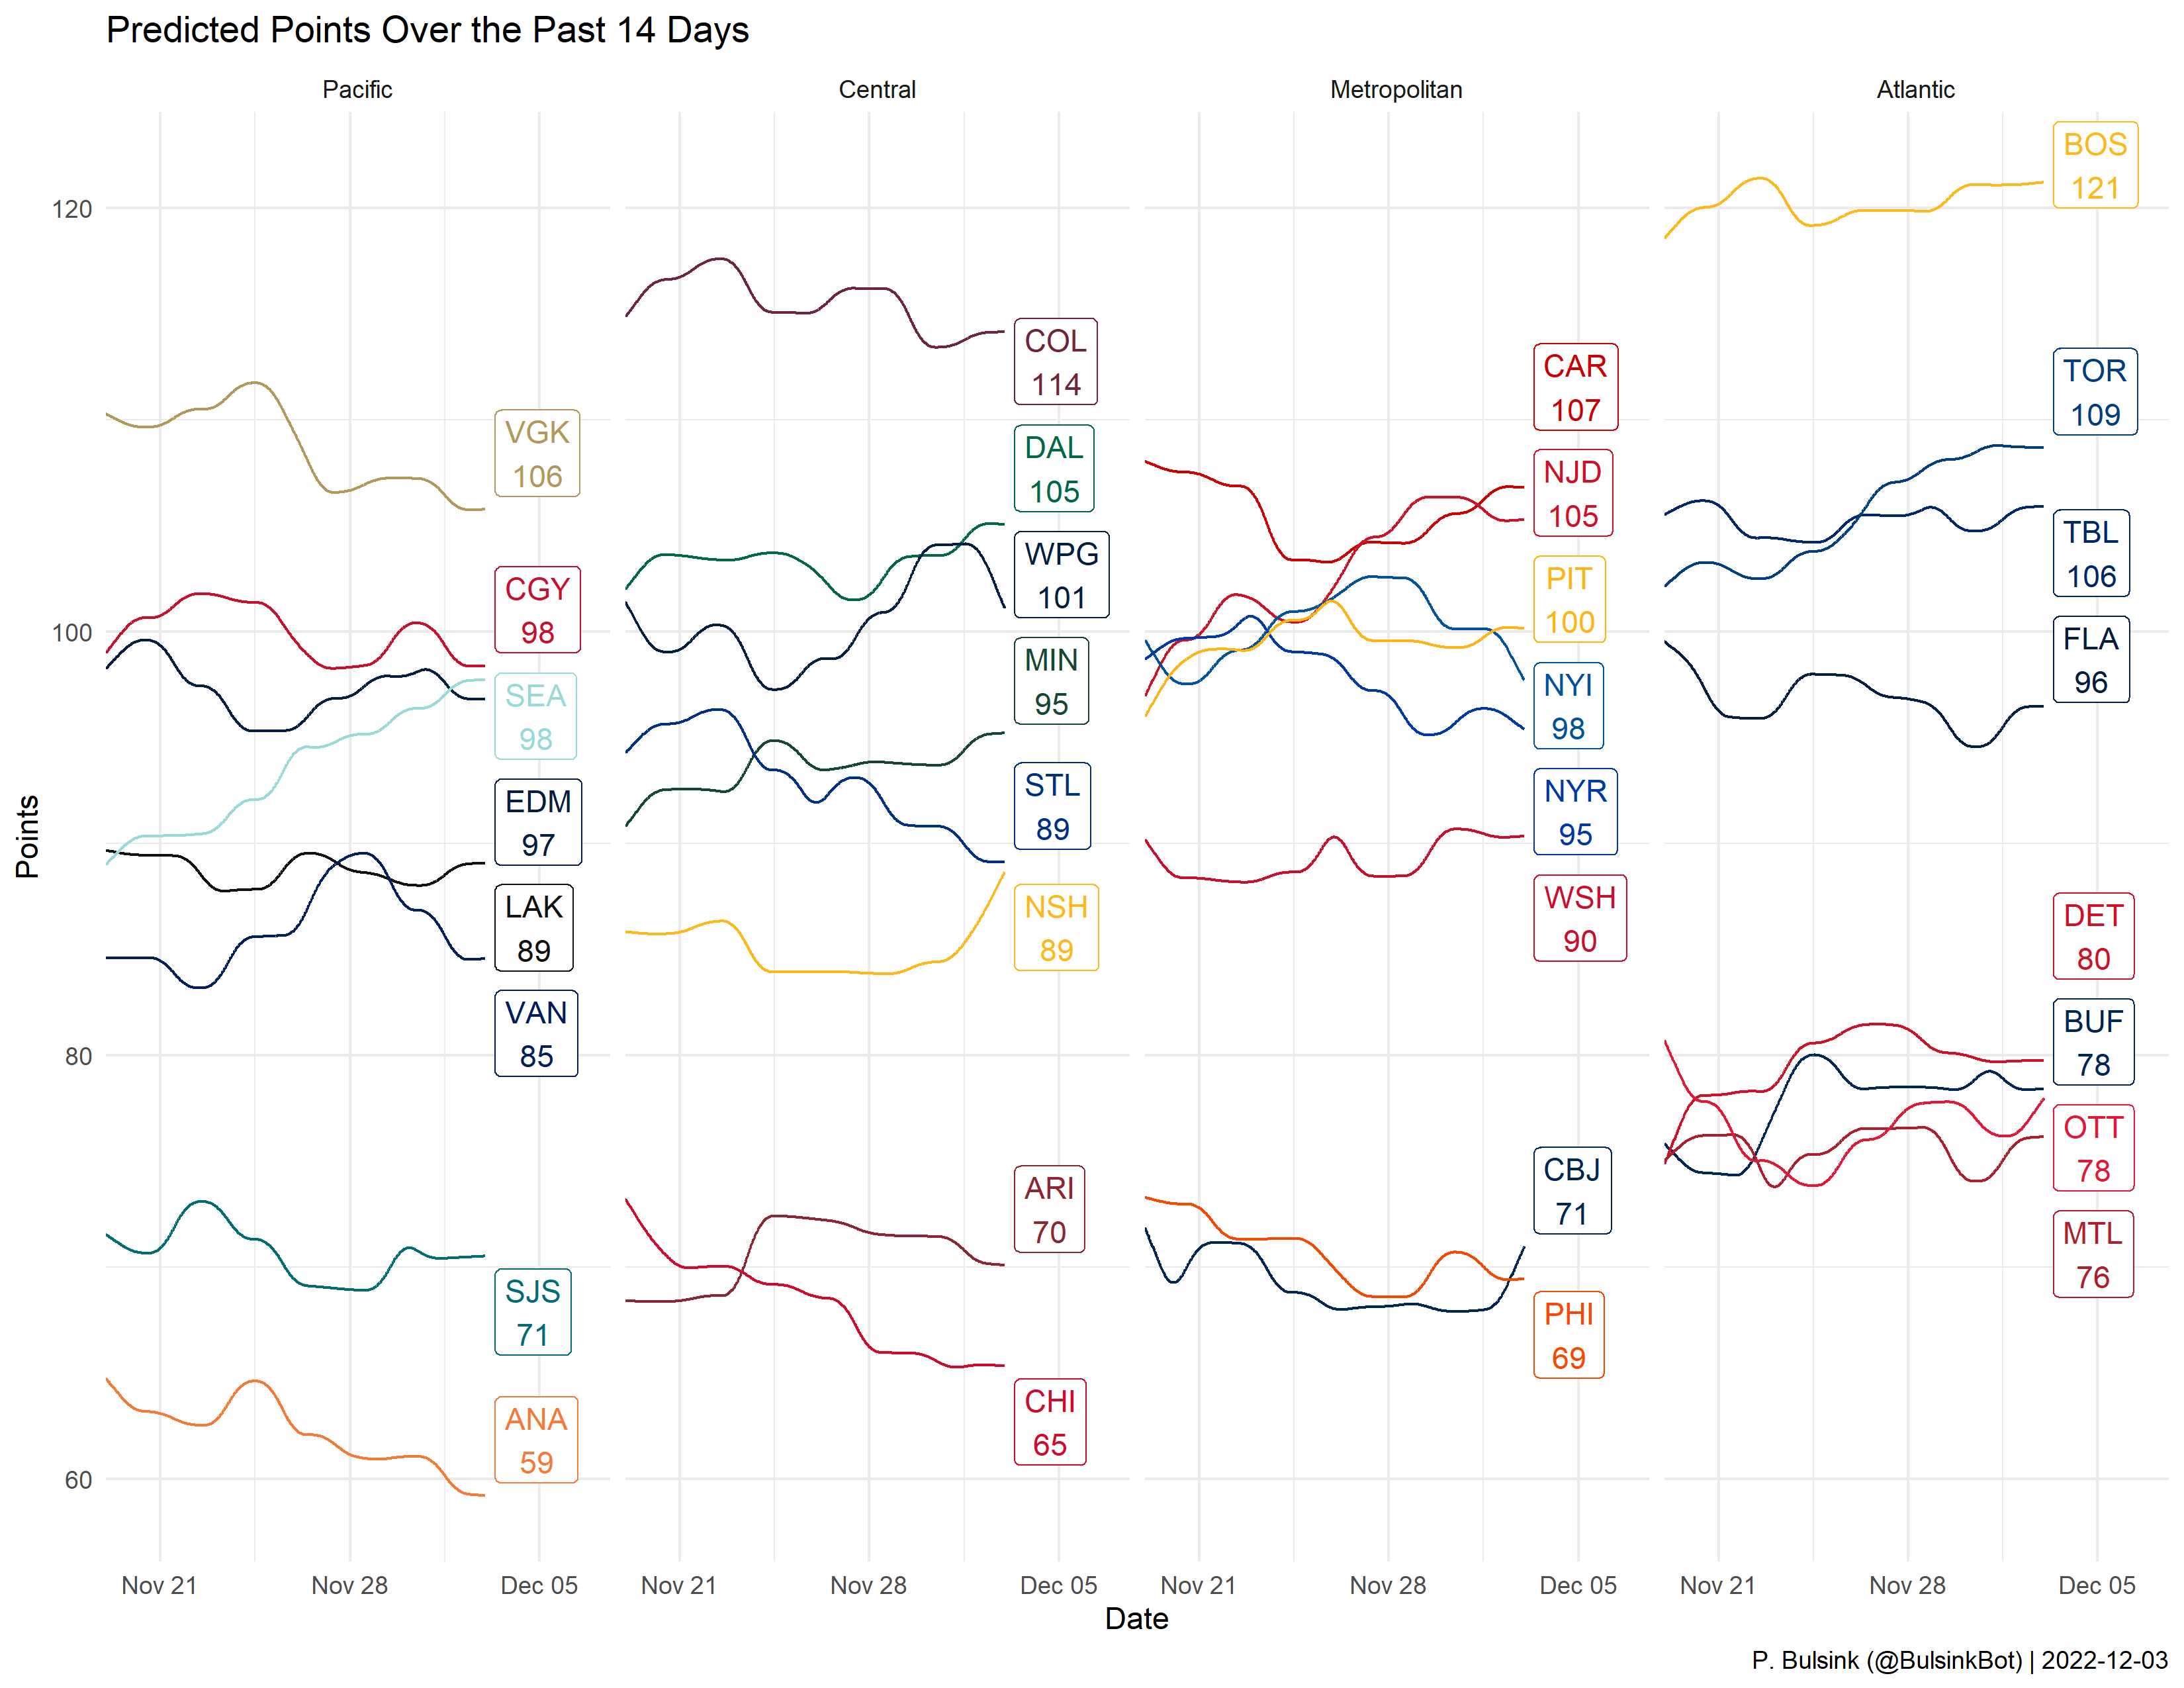 Predicted Points Over the Past 14 Days
Pacific
Central
Metropolitan
Atlantic
Points
120
100
80
60
VGK
106
CGY
98
SEA
98
EDM
97
LAK
89
VAN
85
SJS
71
ANA
59
COL
114
DAL
105
WPG
101
MIN
95
STL
89
NSH
89
ARI
70
CHI
65
CAR
107
NJD
105
PIT
100
NYI
98
NYR
95
WSH
90
CBJ
71
PHI
69
BOS
121
TOR
109
TBL
106
FLA
96
DET
80
BUF
78
OTT
78
MTL
76
Nov 21
Nov 28
Dec 05
Nov 21
Nov 28
Dec 05
Nov 21
Nov 28
Dec 05
Nov 21
Nov 28
Dec 05
Date
P. Bulsink (@BulsinkBot) | 2022-12-03